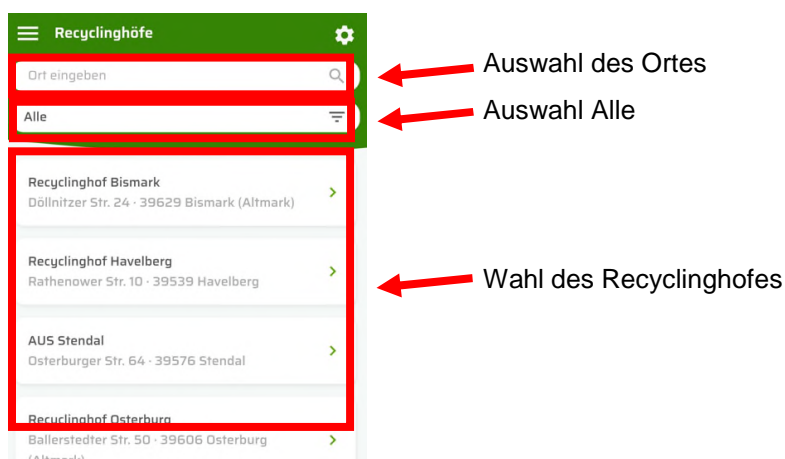 Recyclinghöfe
Ort eingeben
Auswahl des Ortes
Alle
Auswahl Alle
Recyclinghof Bismark
Döllnitzer Str. 24 · 39629 Bismark (Altmark)
Recyclinghof Havelberg
Rathenower Str. 10 · 39539 Havelberg
Wahl des Recyclinghofes
AUS Stendal
Osterburger Str. 64 · 39576 Stendal
Recyclinghof Osterburg
Ballerstedter Str. 50 · 39606 Osterburg
(Altmark)